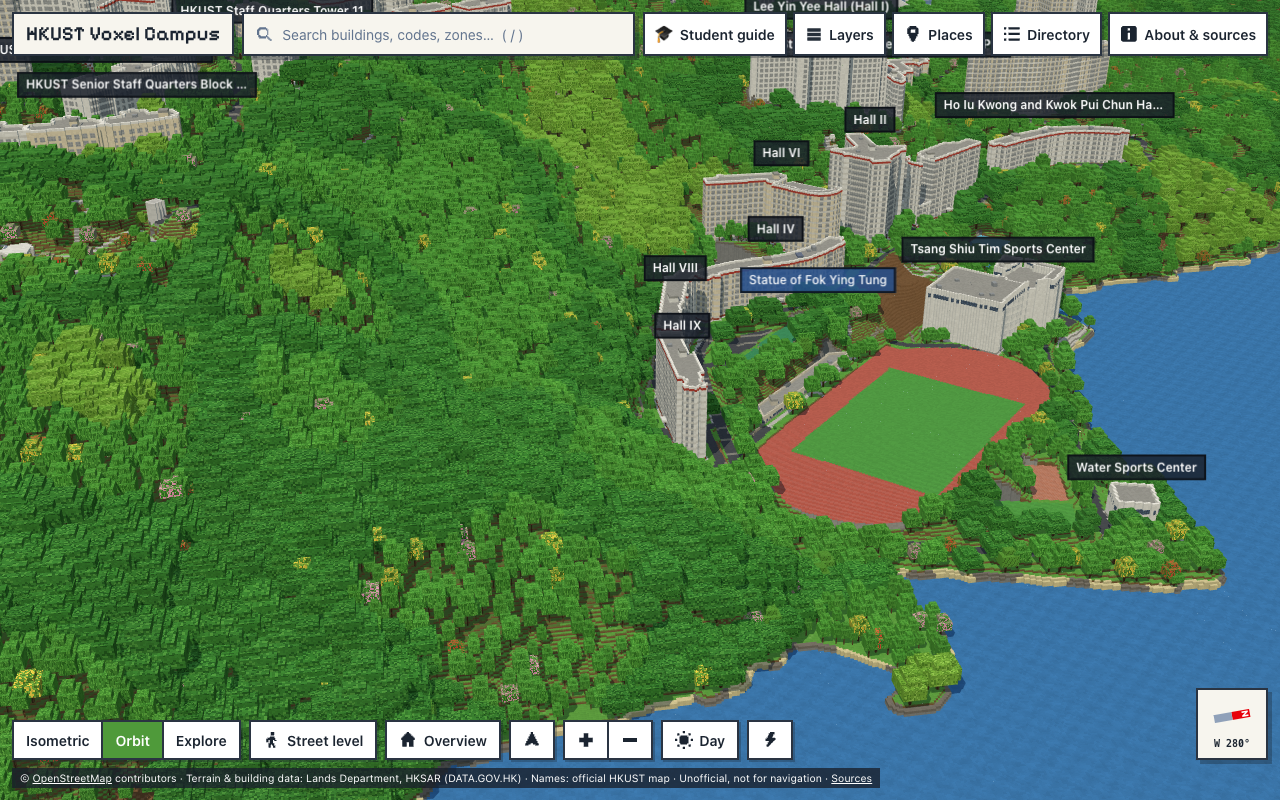 HKUST Staff Quarters Tower 11
Lee Yin Yee Hall (Hall I)
HKUST Voxel Campus
Search buildings, codes, zones... ( / )
Student guide
Layers
Places
Directory
About & sources
HKUST Senior Staff Quarters Block ...
Ho Iu Kwong and Kwok Pui Chun Ha...
Hall II
Hall VI
Hall IV
Tsang Shiu Tim Sports Center
Hall VIII
Statue of Fok Ying Tung
Hall IX
Water Sports Center
Isometric
Orbit
Explore
Street level
Overview
Day
N
W 280°
© OpenStreetMap contributors · Terrain & building data: Lands Department, HKSAR (DATA.GOV.HK) · Names: official HKUST map · Unofficial, not for navigation · Sources